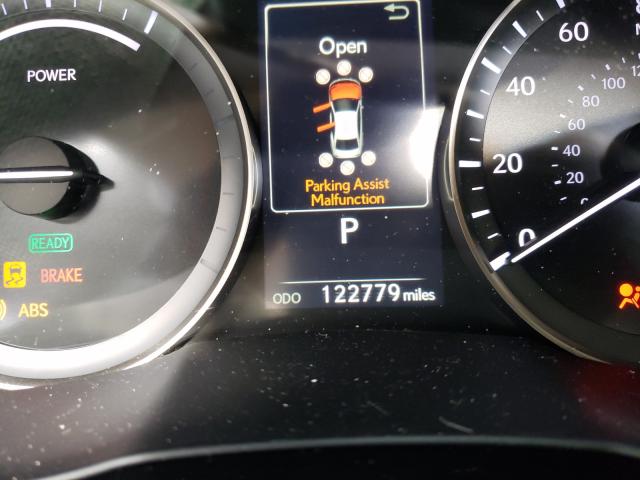 POWER
READY
BRAKE
ABS
Open
Parking Assist
Malfunction
P
ODO 122779 miles
60
40
20
0
100
80
60
40
20